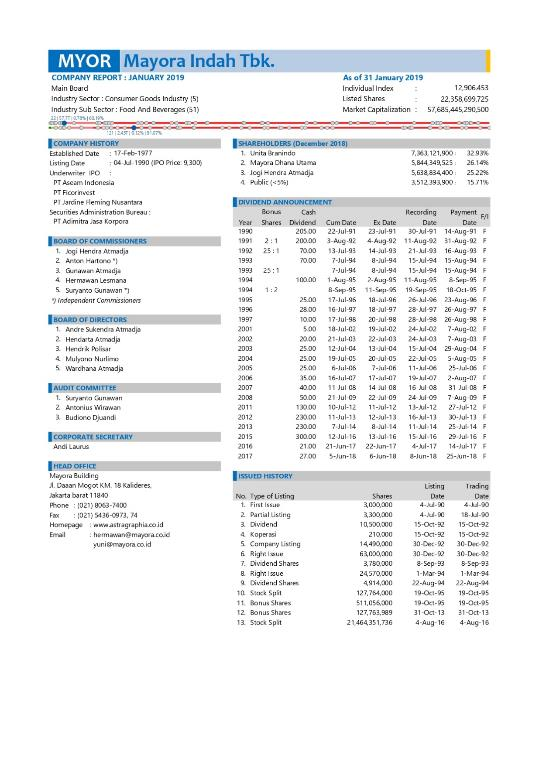 MYOR Mayora Indah Tbk.
COMPANY REPORT : JANUARY 2019 As of 31 January 2019
Main Board Individual Index : 12,906.453
Industry Sector : Consumer Goods Industry (5) Listed Shares : 22,358,699,725
Industry Sub Sector : Food And Beverages (51) Market Capitalization : 57,685,445,290,500
COMPANY HISTORY
Established Date : 17-Feb-1977
Listing Date : 04-Jul-1990 (IPO Price: 9,300)
Underwriter IPO :
PT Aseam Indonesia
PT Ficorinvest
PT Jardine Fleming Nusantara
Securities Administration Bureau :
PT Adimitra Jasa Korpora
BOARD OF COMMISSIONERS
1. Jogi Hendra Atmadja
2. Anton Hartono *)
3. Gunawan Atmadja
4. Hermawan Lesmana
5. Suryanto Gunawan *)
*) Independent Commissioners
BOARD OF DIRECTORS
1. Andre Sukendra Atmadja
2. Hendarta Atmadja
3. Hendrik Polisar
4. Mulyono Nurlimo
5. Wardhana Atmadja
AUDIT COMMITTEE
1. Suryanto Gunawan
2. Antonius Wirawan
3. Budiono Djuandi
CORPORATE SECRETARY
Andi Laurus
HEAD OFFICE
Mayora Building
Jl. Daaan Mogot KM. 18 Kalideres,
Jakarta barat 11840
Phone : (021) 8063-7400
Fax : (021) 5436-0973, 74
Homepage : www.astragraphia.co.id
Email : hermawan@mayora.co.id
yuni@mayora.co.id
SHAREHOLDERS (December 2018)
1. Unita Branindo 7,363,121,900 : 32.93%
2. Mayora Dhana Utama 5,844,349,525 : 26.14%
3. Jogi Hendra Atmadja 5,638,834,400 : 25.22%
4. Public (<5%) 3,512,393,900 : 15.71%
DIVIDEND ANNOUNCEMENT
Bonus Cash Recording Payment F/I
Year Shares Dividend Cum Date Ex Date Date Date
1990 205.00 22-Jul-91 23-Jul-91 30-Jul-91 14-Aug-91 F
1991 2 : 1 200.00 3-Aug-92 4-Aug-92 11-Aug-92 31-Aug-92 F
1992 25 : 1 70.00 13-Jul-93 14-Jul-93 21-Jul-93 16-Aug-93 F
1993 70.00 7-Jul-94 8-Jul-94 15-Jul-94 15-Aug-94 F
1993 25 : 1 7-Jul-94 8-Jul-94 15-Jul-94 15-Aug-94 F
1994 100.00 1-Aug-95 2-Aug-95 11-Aug-95 8-Sep-95 F
1994 1 : 2 8-Sep-95 11-Sep-95 19-Sep-95 18-Oct-95 F
1995 25.00 17-Jul-96 18-Jul-96 26-Jul-96 23-Aug-96 F
1996 28.00 16-Jul-97 18-Jul-97 28-Jul-97 26-Aug-97 F
1997 10.00 17-Jul-98 20-Jul-98 28-Jul-98 26-Aug-98 F
2001 5.00 18-Jul-02 19-Jul-02 24-Jul-02 7-Aug-02 F
2002 20.00 21-Jul-03 22-Jul-03 24-Jul-03 7-Aug-03 F
2003 25.00 12-Jul-04 13-Jul-04 15-Jul-04 29-Aug-04 F
2004 25.00 19-Jul-05 20-Jul-05 22-Jul-05 5-Aug-05 F
2005 25.00 6-Jul-06 7-Jul-06 11-Jul-06 25-Jul-06 F
2006 35.00 16-Jul-07 17-Jul-07 19-Jul-07 2-Aug-07 F
2007 40.00 11-Jul-08 14-Jul-08 16-Jul-08 31-Jul-08 F
2008 50.00 21-Jul-09 22-Jul-09 24-Jul-09 7-Aug-09 F
2011 130.00 10-Jul-12 11-Jul-12 13-Jul-12 27-Jul-12 F
2012 230.00 11-Jul-13 12-Jul-13 16-Jul-13 30-Jul-13 F
2013 230.00 7-Jul-14 8-Jul-14 11-Jul-14 25-Jul-14 F
2015 300.00 12-Jul-16 13-Jul-16 15-Jul-16 29-Jul-16 F
2016 21.00 21-Jun-17 22-Jun-17 4-Jul-17 14-Jul-17 F
2017 27.00 5-Jun-18 6-Jun-18 8-Jun-18 25-Jun-18 F
ISSUED HISTORY
Listing Trading
No. Type of Listing Shares Date Date
1. First Issue 3,000,000 4-Jul-90 4-Jul-90
2. Partial Listing 3,300,000 4-Jul-90 18-Jul-90
3. Dividend 10,500,000 15-Oct-92 15-Oct-92
4. Koperasi 210,000 15-Oct-92 15-Oct-92
5. Company Listing 14,490,000 30-Dec-92 30-Dec-92
6. Right Issue 63,000,000 30-Dec-92 30-Dec-92
7. Dividend Shares 3,780,000 8-Sep-93 8-Sep-93
8. Right Issue 24,570,000 1-Mar-94 1-Mar-94
9. Dividend Shares 4,914,000 22-Aug-94 22-Aug-94
10. Stock Split 127,764,000 19-Oct-95 19-Oct-95
11. Bonus Shares 511,056,000 19-Oct-95 19-Oct-95
12. Bonus Shares 127,763,989 31-Oct-13 31-Oct-13
13. Stock Split 21,464,351,736 4-Aug-16 4-Aug-16